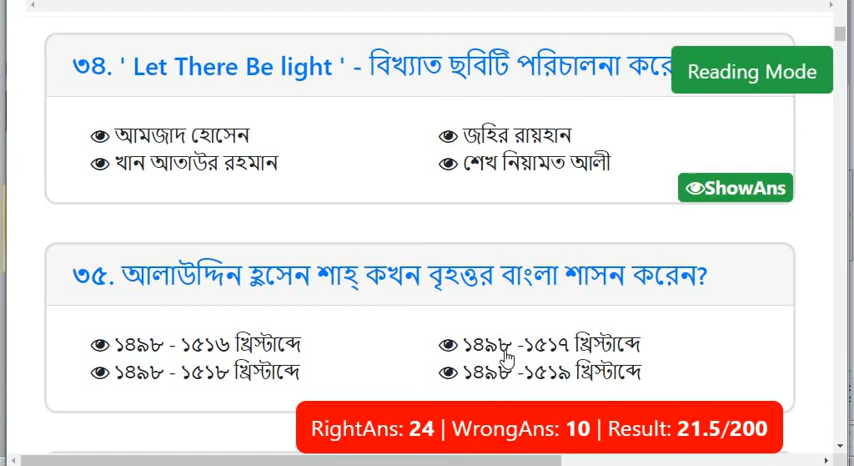 ৩৪. ' Let There Be light ' - বিখ্যাত ছবিটি পরিচালনা করে
Reading Mode
আমজাদ হোসেন
জহির রায়হান
খান আতাউর রহমান
শেখ নিয়ামত আলী
ShowAns
৩৫. আলাউদ্দিন হুসেন শাহ্ কখন বৃহত্তর বাংলা শাসন করেন?
১৪৯৮ - ১৫১৬ খ্রিস্টাব্দে
১৪৯৮ -১৫১৭ খ্রিস্টাব্দে
১৪৯৮ - ১৫১৮ খ্রিস্টাব্দে
১৪৯৮ -১৫১৯ খ্রিস্টাব্দে
RightAns: 24 | WrongAns: 10 | Result: 21.5/200